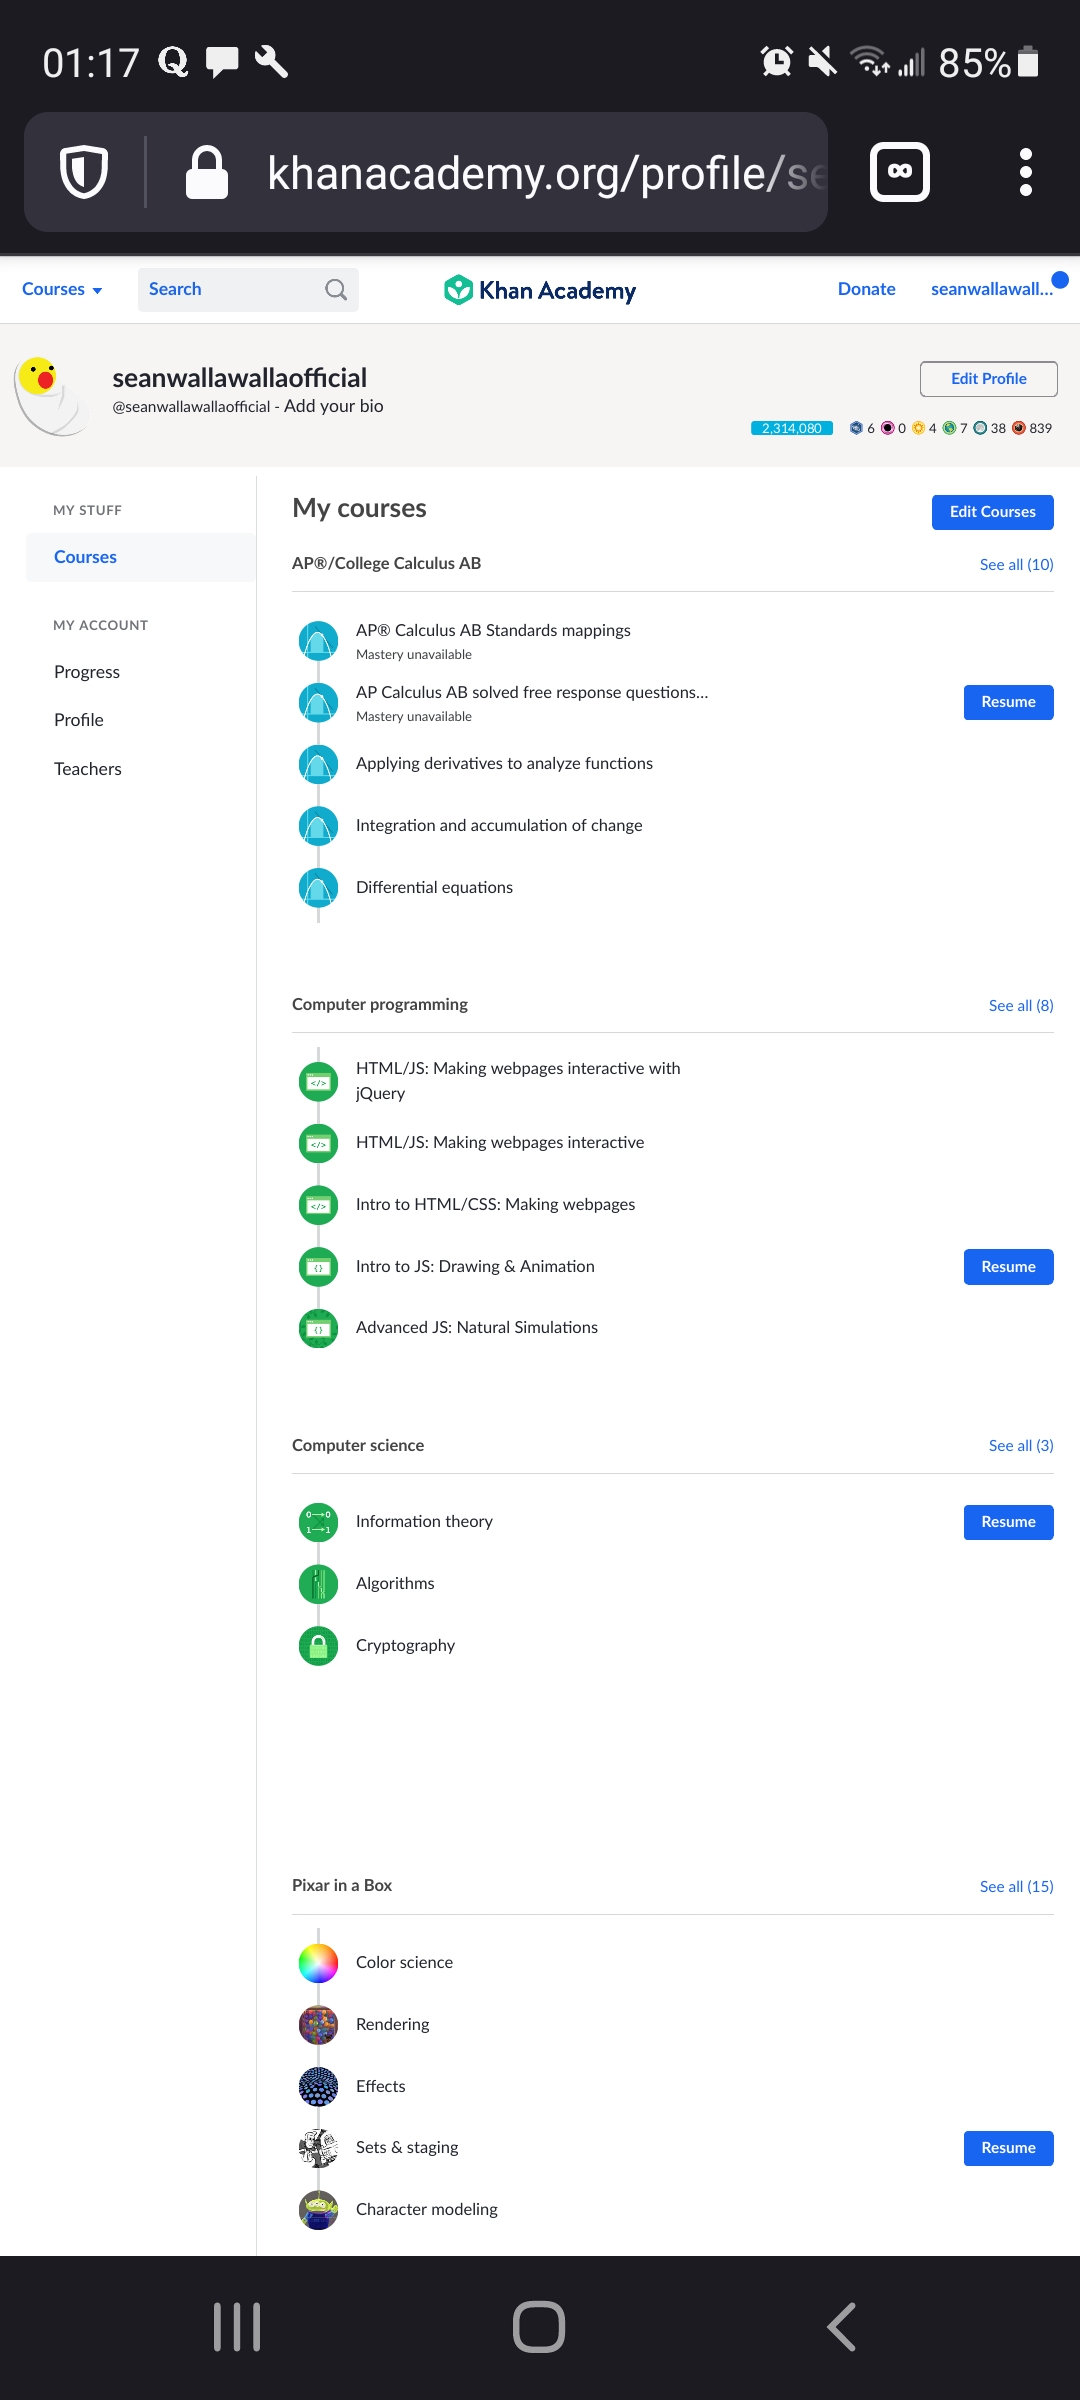 01:17
85%
khanacademy.org/profile/se
Courses
Search
Khan Academy
Donate
seanwallawall...
seanwallawallaofficial
@seanwallawallaofficial - Add your bio
Edit Profile
2,314,080
6 0 4 7 38 839
MY STUFF
Courses
MY ACCOUNT
Progress
Profile
Teachers
My courses
Edit Courses
AP®/College Calculus AB
See all (10)
AP® Calculus AB Standards mappings
Mastery unavailable
AP Calculus AB solved free response questions...
Mastery unavailable
Resume
Applying derivatives to analyze functions
Integration and accumulation of change
Differential equations
Computer programming
See all (8)
HTML/JS: Making webpages interactive with
jQuery
HTML/JS: Making webpages interactive
Intro to HTML/CSS: Making webpages
Intro to JS: Drawing & Animation
Resume
Advanced JS: Natural Simulations
Computer science
See all (3)
Information theory
Resume
Algorithms
Cryptography
Pixar in a Box
See all (15)
Color science
Rendering
Effects
Sets & staging
Resume
Character modeling